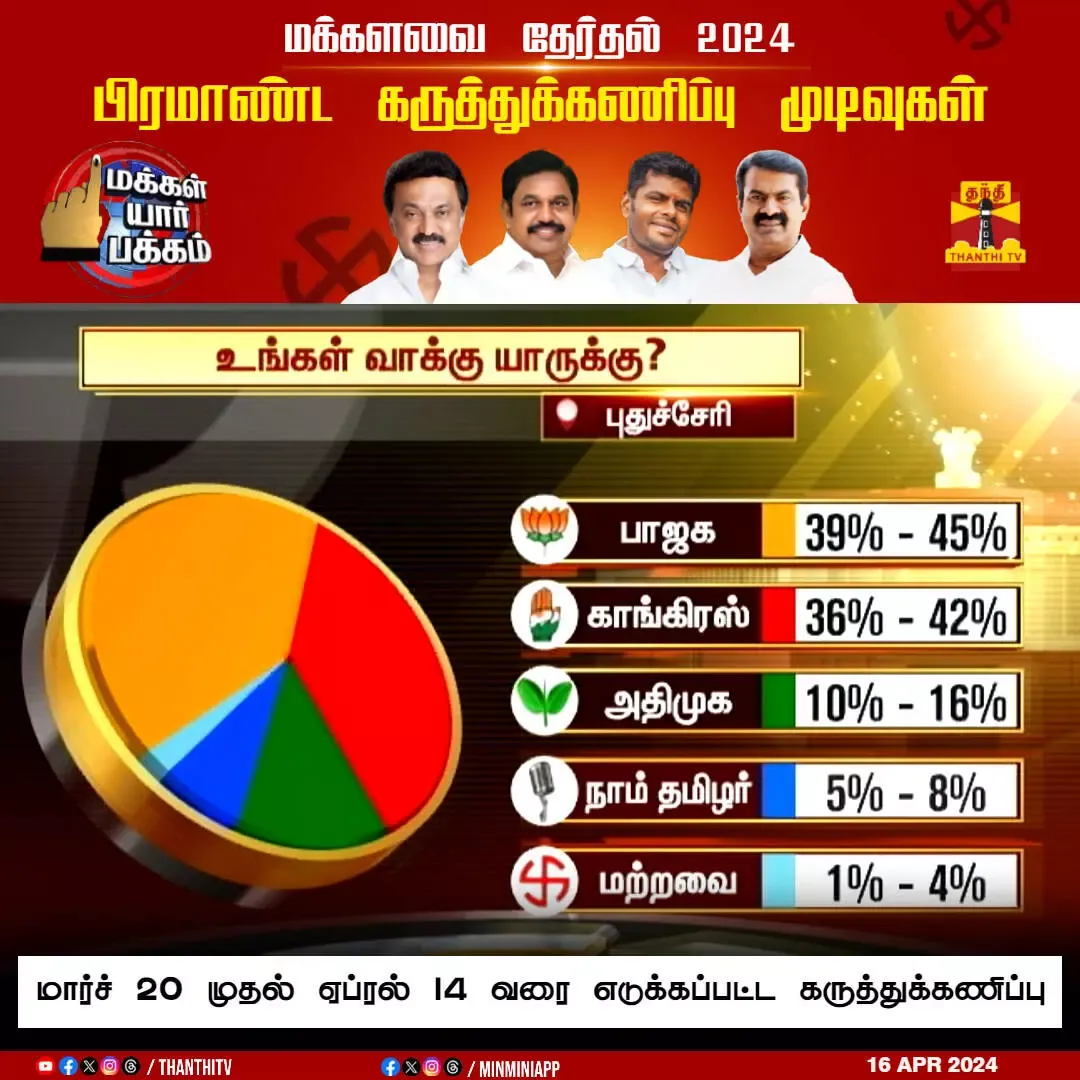 மக்களவை தேர்தல் 2024
பிரமாண்ட கருத்துக்கணிப்பு முடிவுகள்
மக்கள்
யார்
பக்கம்
தந்தி
THANTHI TV
உங்கள் வாக்கு யாருக்கு?
புதுச்சேரி
பாஜக 39% - 45%
காங்கிரஸ் 36% - 42%
அதிமுக 10% - 16%
நாம் தமிழர் 5% - 8%
மற்றவை 1% - 4%
மார்ச் 20 முதல் ஏப்ரல் 14 வரை எடுக்கப்பட்ட கருத்துக்கணிப்பு
/ THANTHITV / MINMINIAPP 16 APR 2024